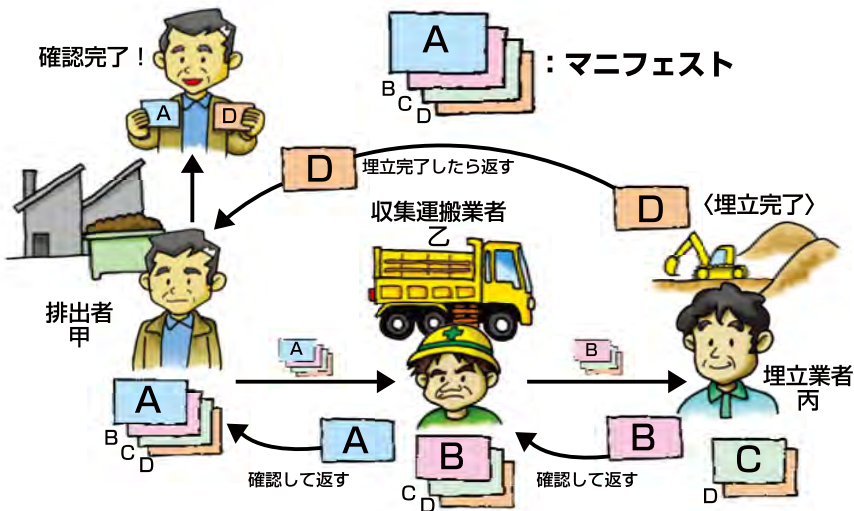 確認完了！
A
D
A
B
C
D
：マニフェスト
D
埋立完了したら返す
D
〈埋立完了〉
収集運搬業者
乙
排出者
甲
A
B
埋立業者
丙
A
B
C
D
A
確認して返す
B
C
D
B
確認して返す
C
D